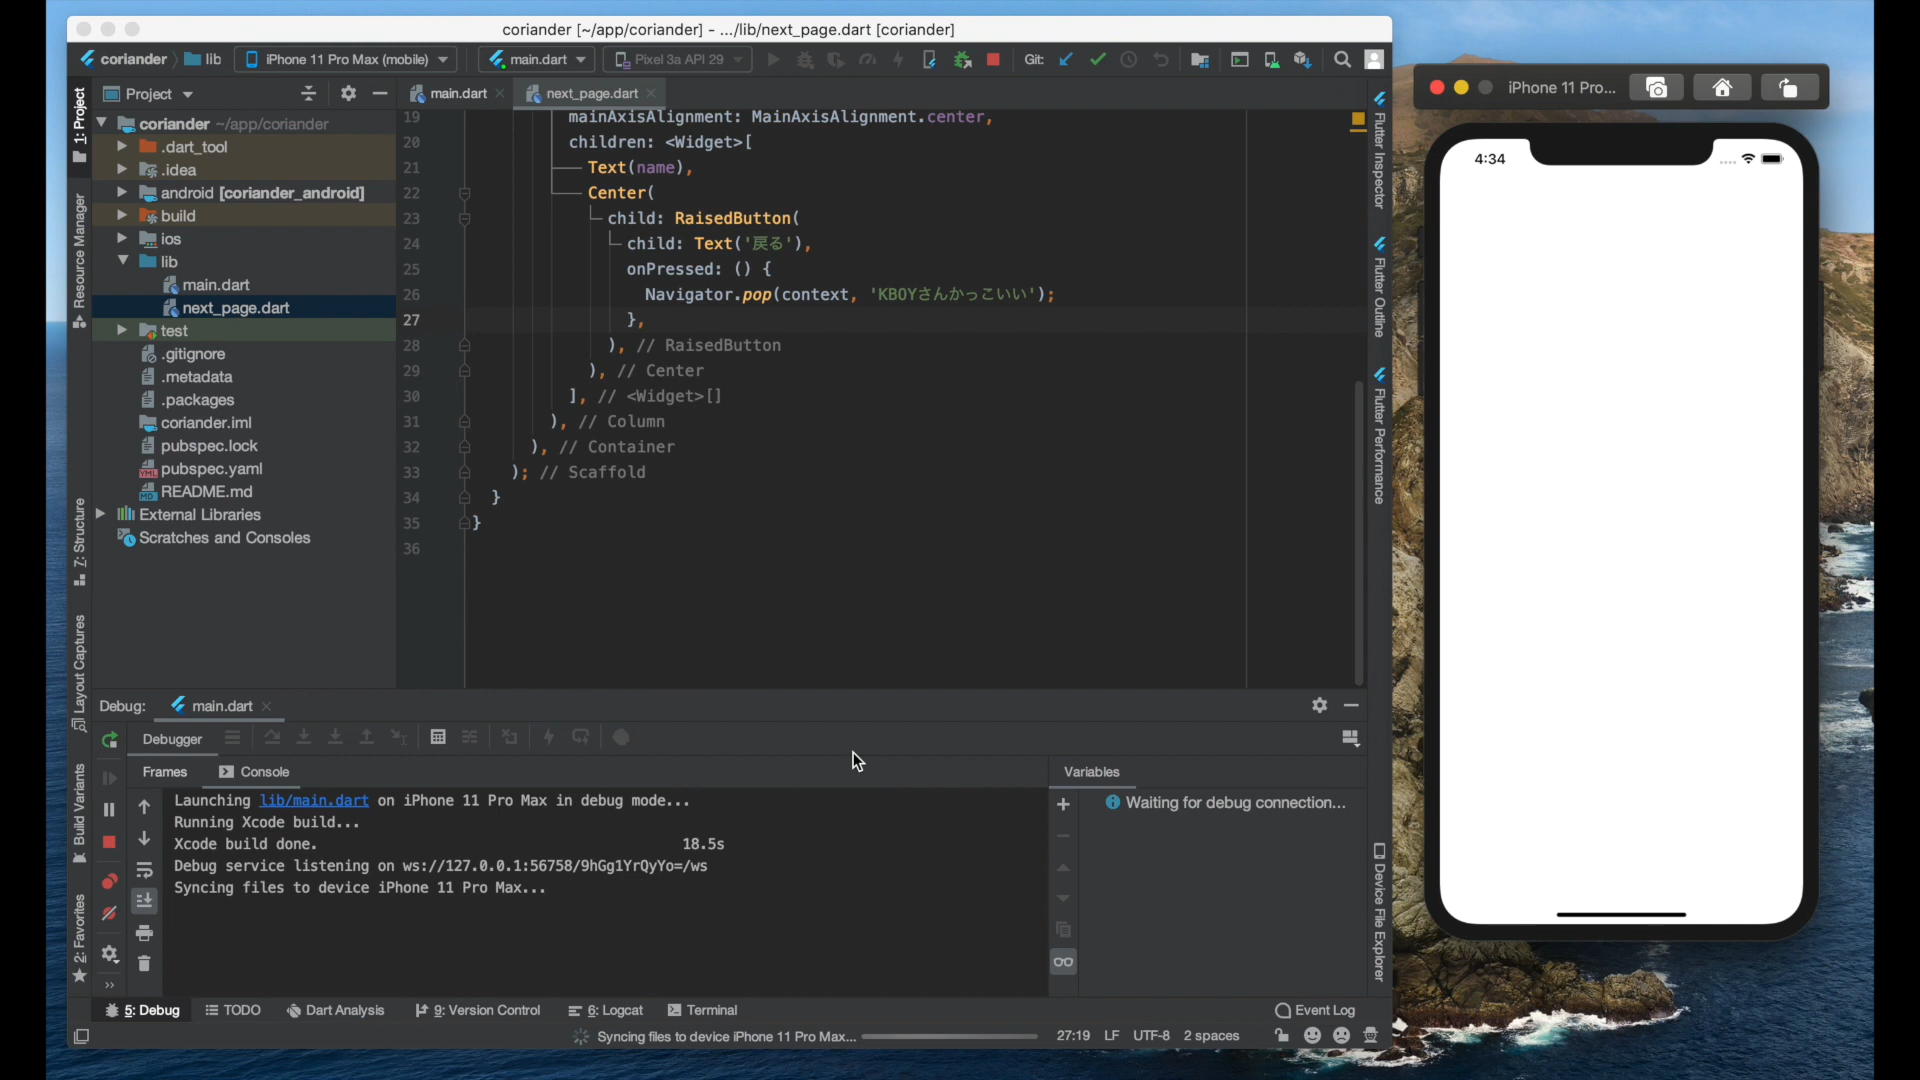 coriander [~/app/coriander] - .../lib/next_page.dart [coriander]
coriander
lib
iPhone 11 Pro Max (mobile)
main.dart
Pixel 3a API 29
Git:
iPhone 11 Pro...
Project
main.dart
next_page.dart
1: Project
Resource Manager
Z: Structure
Layout Captures
Build Variants
2: Favorites
coriander ~/app/coriander
.dart_tool
.idea
android [coriander_android]
build
ios
lib
main.dart
next_page.dart
test
.gitignore
.metadata
.packages
coriander.iml
pubspec.lock
pubspec.yaml
README.md
External Libraries
Scratches and Consoles
19 mainAxisAlignment: MainAxisAlignment.center,
20 children: <Widget>[
21 Text(name),
22 Center(
23 child: RaisedButton(
24 child: Text('戻る'),
25 onPressed: () {
26 Navigator.pop(context, 'KBOYさんかっこいい');
27 },
28 ), // RaisedButton
29 ), // Center
30 ], // <Widget>[]
31 ), // Column
32 ), // Container
33 ); // Scaffold
34 }
35 }
36
Flutter Inspector
Flutter Outline
Flutter Performance
Device File Explorer
4:34
Debug:
main.dart
Debugger
Frames
Console
Variables
Launching lib/main.dart on iPhone 11 Pro Max in debug mode...
Running Xcode build...
Xcode build done. 18.5s
Debug service listening on ws://127.0.0.1:56758/9hGg1YrQyYo=/ws
Syncing files to device iPhone 11 Pro Max...
Waiting for debug connection...
5: Debug
TODO
Dart Analysis
9: Version Control
6: Logcat
Terminal
Event Log
Syncing files to device iPhone 11 Pro Max...
27:19
LF
UTF-8
2 spaces